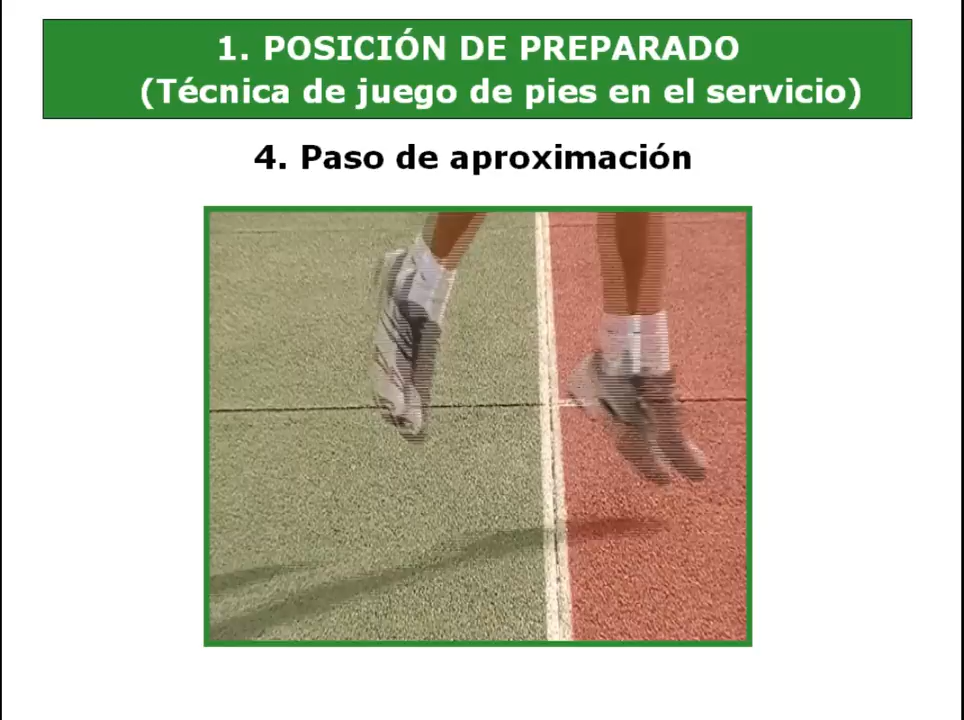 1. POSICIÓN DE PREPARADO
(Técnica de juego de pies en el servicio)
4. Paso de aproximación